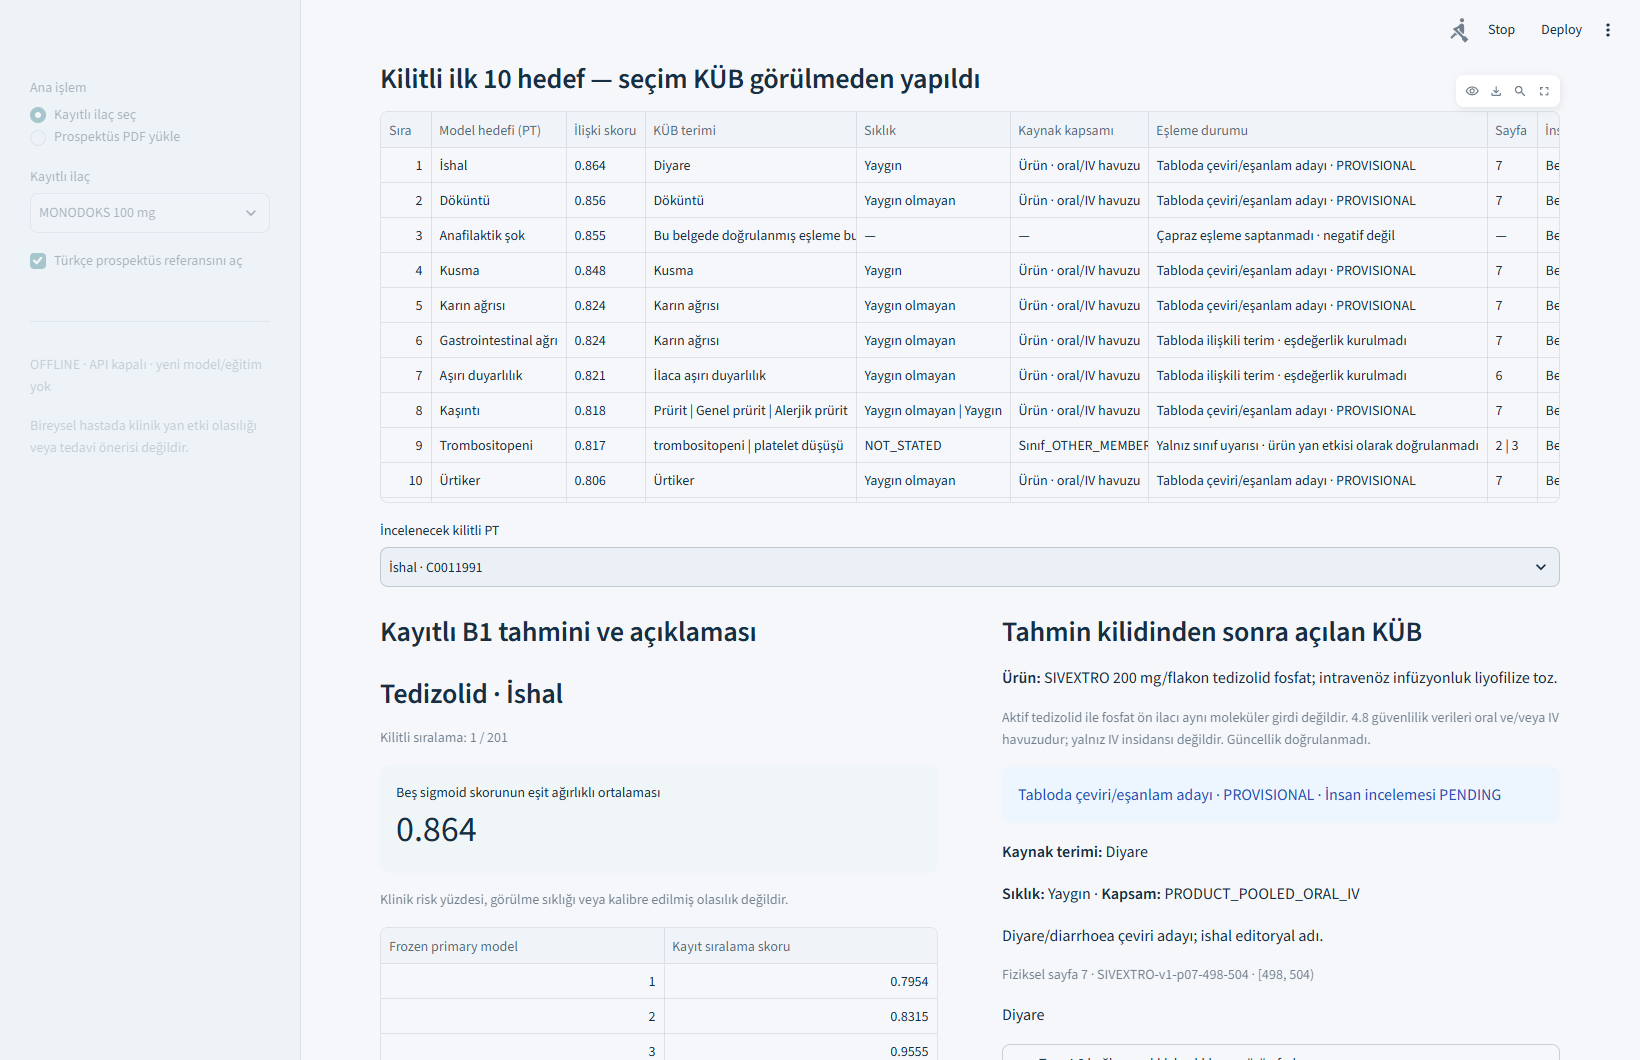 Stop
Deploy
Ana işlem
Kayıtlı ilaç seç
Prospektüs PDF yükle
Kayıtlı ilaç
MONODOKS 100 mg
Türkçe prospektüs referansını aç
OFFLINE · API kapalı · yeni model/eğitim
yok
Bireysel hastada klinik yan etki olasılığı
veya tedavi önerisi değildir.
Kilitli ilk 10 hedef — seçim KÜB görülmeden yapıldı
Sıra Model hedefi (PT) İlişki skoru KÜB terimi Sıklık Kaynak kapsamı Eşleme durumu Sayfa İns
1 İshal 0.864 Diyare Yaygın Ürün · oral/IV havuzu Tabloda çeviri/eşanlam adayı · PROVISIONAL 7 Be
2 Döküntü 0.856 Döküntü Yaygın olmayan Ürün · oral/IV havuzu Tabloda çeviri/eşanlam adayı · PROVISIONAL 7 Be
3 Anafilaktik şok 0.855 Bu belgede doğrulanmış eşleme bu — — Çapraz eşleme saptanmadı · negatif değil — Be
4 Kusma 0.848 Kusma Yaygın Ürün · oral/IV havuzu Tabloda çeviri/eşanlam adayı · PROVISIONAL 7 Be
5 Karın ağrısı 0.824 Karın ağrısı Yaygın olmayan Ürün · oral/IV havuzu Tabloda çeviri/eşanlam adayı · PROVISIONAL 7 Be
6 Gastrointestinal ağrı 0.824 Karın ağrısı Yaygın olmayan Ürün · oral/IV havuzu Tabloda ilişkili terim · eşdeğerlik kurulmadı 7 Be
7 Aşırı duyarlılık 0.821 İlaca aşırı duyarlılık Yaygın olmayan Ürün · oral/IV havuzu Tabloda ilişkili terim · eşdeğerlik kurulmadı 6 Be
8 Kaşıntı 0.818 Prürit | Genel prürit | Alerjik prürit Yaygın olmayan | Yaygın Ürün · oral/IV havuzu Tabloda çeviri/eşanlam adayı · PROVISIONAL 7 Be
9 Trombositopeni 0.817 trombositopeni | platelet düşüşü NOT_STATED Sınıf_OTHER_MEMBER Yalnız sınıf uyarısı · ürün yan etkisi olarak doğrulanmadı 2 | 3 Be
10 Ürtiker 0.806 Ürtiker Yaygın olmayan Ürün · oral/IV havuzu Tabloda çeviri/eşanlam adayı · PROVISIONAL 7 Be
İncelenecek kilitli PT
İshal · C0011991
Kayıtlı B1 tahmini ve açıklaması
Tedizolid · İshal
Kilitli sıralama: 1 / 201
Beş sigmoid skorunun eşit ağırlıklı ortalaması
0.864
Klinik risk yüzdesi, görülme sıklığı veya kalibre edilmiş olasılık değildir.
Frozen primary model Kayıt sıralama skoru
1 0.7954
2 0.8315
3 0.9555
Tahmin kilidinden sonra açılan KÜB
Ürün: SIVEXTRO 200 mg/flakon tedizolid fosfat; intravenöz infüzyonluk liyofilize toz.
Aktif tedizolid ile fosfat ön ilacı aynı moleküler girdi değildir. 4.8 güvenlilik verileri oral ve/veya IV
havuzudur; yalnız IV insidansı değildir. Güncellik doğrulanmadı.
Tabloda çeviri/eşanlam adayı · PROVISIONAL · İnsan incelemesi PENDING
Kaynak terimi: Diyare
Sıklık: Yaygın · Kapsam: PRODUCT_POOLED_ORAL_IV
Diyare/diarrhoea çeviri adayı; ishal editoryal adı.
Fiziksel sayfa 7 · SIVEXTRO-v1-p07-498-504 · [498, 504)
Diyare